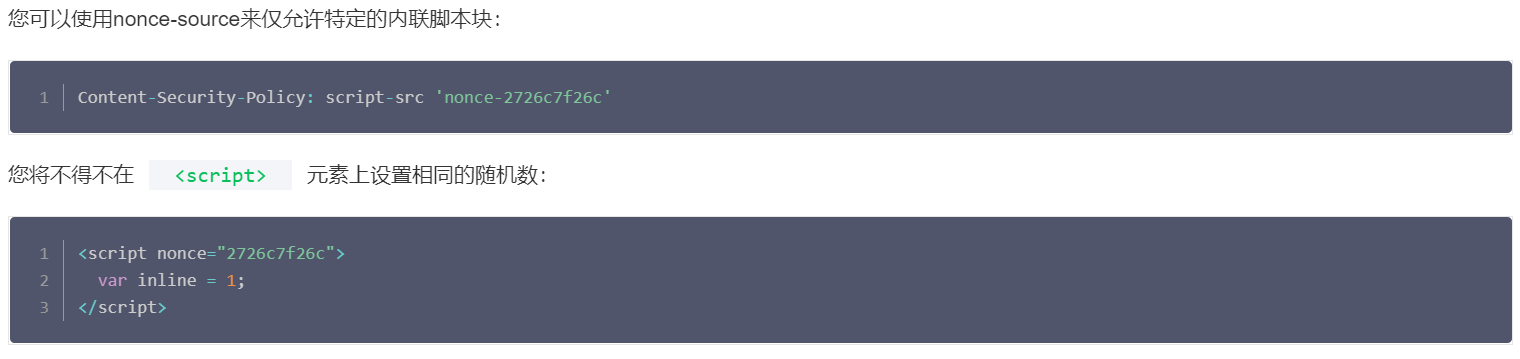 您可以使用nonce-source来仅允许特定的内联脚本块：
1 Content-Security-Policy: script-src 'nonce-2726c7f26c'
您将不得不在 <script> 元素上设置相同的随机数：
1 <script nonce="2726c7f26c">
2   var inline = 1;
3 </script>